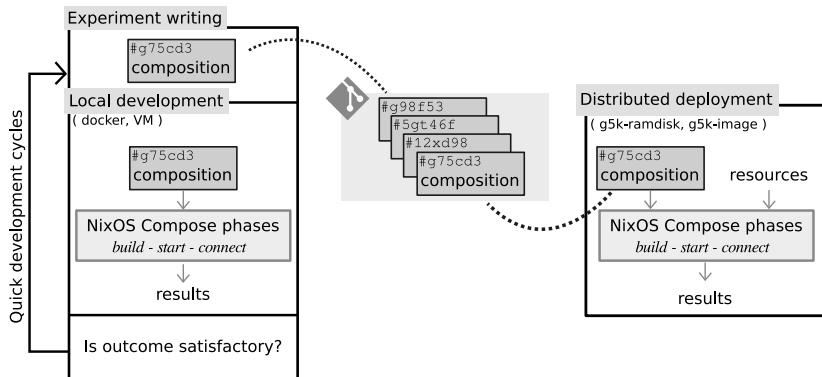 Experiment writing
#g75cd3
composition
Quick development cycles
Local development
( docker, VM )
#g75cd3
composition
NixOS Compose phases
build - start - connect
results
Is outcome satisfactory?
#g98f53
#5gt46f
#12xd98
#g75cd3
composition
Distributed deployment
( g5k-ramdisk, g5k-image )
#g75cd3
composition
resources
NixOS Compose phases
build - start - connect
results